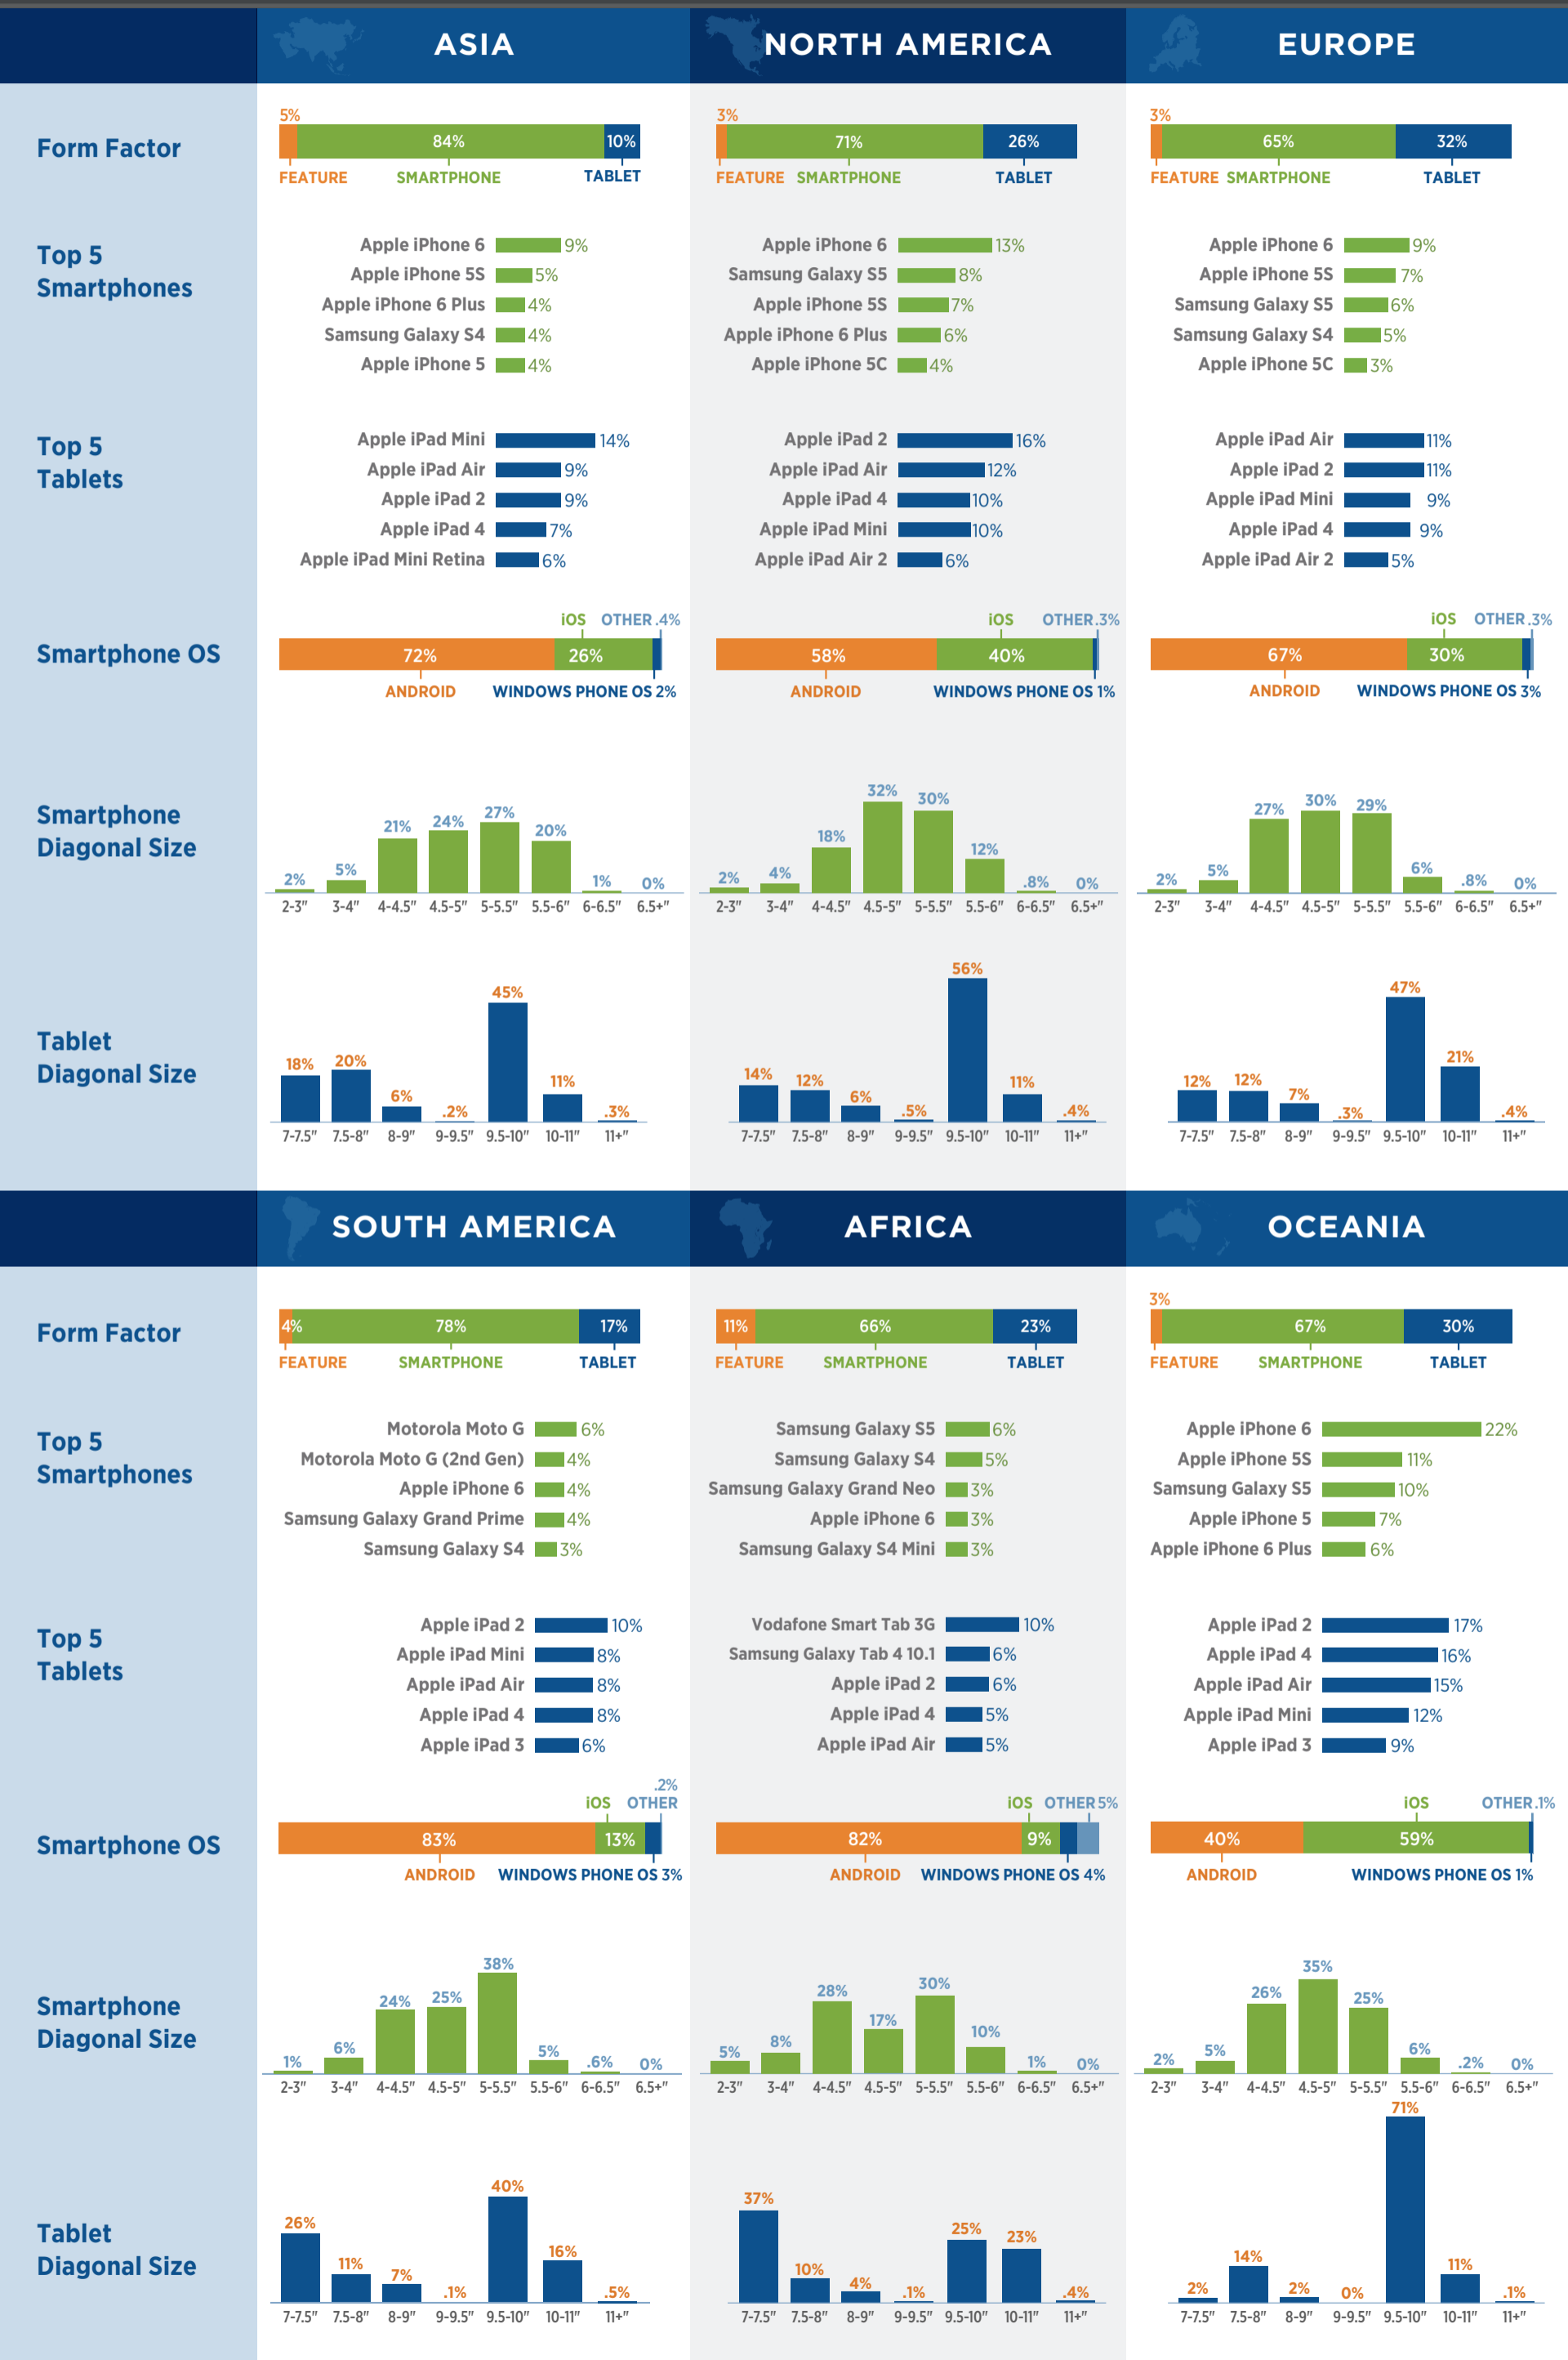 ASIA
NORTH AMERICA
EUROPE
Form Factor
5%
84%
10%
FEATURE SMARTPHONE TABLET
3%
71%
26%
FEATURE SMARTPHONE TABLET
3%
65%
32%
FEATURE SMARTPHONE TABLET
Top 5
Smartphones
Apple iPhone 6 9%
Apple iPhone 5S 5%
Apple iPhone 6 Plus 4%
Samsung Galaxy S4 4%
Apple iPhone 5 4%
Apple iPhone 6 13%
Samsung Galaxy S5 8%
Apple iPhone 5S 7%
Apple iPhone 6 Plus 6%
Apple iPhone 5C 4%
Apple iPhone 6 9%
Apple iPhone 5S 7%
Samsung Galaxy S5 6%
Samsung Galaxy S4 5%
Apple iPhone 5C 3%
Top 5
Tablets
Apple iPad Mini 14%
Apple iPad Air 9%
Apple iPad 2 9%
Apple iPad 4 7%
Apple iPad Mini Retina 6%
Apple iPad 2 16%
Apple iPad Air 12%
Apple iPad 4 10%
Apple iPad Mini 10%
Apple iPad Air 2 6%
Apple iPad Air 11%
Apple iPad 2 11%
Apple iPad Mini 9%
Apple iPad 4 9%
Apple iPad Air 2 5%
Smartphone OS
iOS OTHER .4%
72% 26%
ANDROID WINDOWS PHONE OS 2%
iOS OTHER .3%
58% 40%
ANDROID WINDOWS PHONE OS 1%
iOS OTHER .3%
67% 30%
ANDROID WINDOWS PHONE OS 3%
Smartphone
Diagonal Size
2% 5% 21% 24% 27% 20% 1% 0%
2-3" 3-4" 4-4.5" 4.5-5" 5-5.5" 5.5-6" 6-6.5" 6.5+"
2% 4% 18% 32% 30% 12% .8% 0%
2-3" 3-4" 4-4.5" 4.5-5" 5-5.5" 5.5-6" 6-6.5" 6.5+"
2% 5% 27% 30% 29% 6% .8% 0%
2-3" 3-4" 4-4.5" 4.5-5" 5-5.5" 5.5-6" 6-6.5" 6.5+"
Tablet
Diagonal Size
18% 20% 6% .2% 45% 11% .3%
7-7.5" 7.5-8" 8-9" 9-9.5" 9.5-10" 10-11" 11+"
14% 12% 6% .5% 56% 11% .4%
7-7.5" 7.5-8" 8-9" 9-9.5" 9.5-10" 10-11" 11+"
12% 12% 7% .3% 47% 21% .4%
7-7.5" 7.5-8" 8-9" 9-9.5" 9.5-10" 10-11" 11+"
SOUTH AMERICA
AFRICA
OCEANIA
Form Factor
4% 78% 17%
FEATURE SMARTPHONE TABLET
11% 66% 23%
FEATURE SMARTPHONE TABLET
3%
67% 30%
FEATURE SMARTPHONE TABLET
Top 5
Smartphones
Motorola Moto G 6%
Motorola Moto G (2nd Gen) 4%
Apple iPhone 6 4%
Samsung Galaxy Grand Prime 4%
Samsung Galaxy S4 3%
Samsung Galaxy S5 6%
Samsung Galaxy S4 5%
Samsung Galaxy Grand Neo 3%
Apple iPhone 6 3%
Samsung Galaxy S4 Mini 3%
Apple iPhone 6 22%
Apple iPhone 5S 11%
Samsung Galaxy S5 10%
Apple iPhone 5 7%
Apple iPhone 6 Plus 6%
Top 5
Tablets
Apple iPad 2 10%
Apple iPad Mini 8%
Apple iPad Air 8%
Apple iPad 4 8%
Apple iPad 3 6%
Vodafone Smart Tab 3G 10%
Samsung Galaxy Tab 4 10.1 6%
Apple iPad 2 6%
Apple iPad 4 5%
Apple iPad Air 5%
Apple iPad 2 17%
Apple iPad 4 16%
Apple iPad Air 15%
Apple iPad Mini 12%
Apple iPad 3 9%
Smartphone OS
.2%
iOS OTHER
83% 13%
ANDROID WINDOWS PHONE OS 3%
iOS OTHER 5%
82% 9%
ANDROID WINDOWS PHONE OS 4%
iOS OTHER .1%
40% 59%
ANDROID WINDOWS PHONE OS 1%
Smartphone
Diagonal Size
1% 6% 24% 25% 38% 5% .6% 0%
2-3" 3-4" 4-4.5" 4.5-5" 5-5.5" 5.5-6" 6-6.5" 6.5+"
5% 8% 28% 17% 30% 10% 1% 0%
2-3" 3-4" 4-4.5" 4.5-5" 5-5.5" 5.5-6" 6-6.5" 6.5+"
2% 5% 26% 35% 25% 6% .2% 0%
2-3" 3-4" 4-4.5" 4.5-5" 5-5.5" 5.5-6" 6-6.5" 6.5+"
Tablet
Diagonal Size
26% 11% 7% .1% 40% 16% .5%
7-7.5" 7.5-8" 8-9" 9-9.5" 9.5-10" 10-11" 11+"
37% 10% 4% .1% 25% 23% .4%
7-7.5" 7.5-8" 8-9" 9-9.5" 9.5-10" 10-11" 11+"
2% 14% 2% 0% 71% 11% .1%
7-7.5" 7.5-8" 8-9" 9-9.5" 9.5-10" 10-11" 11+"